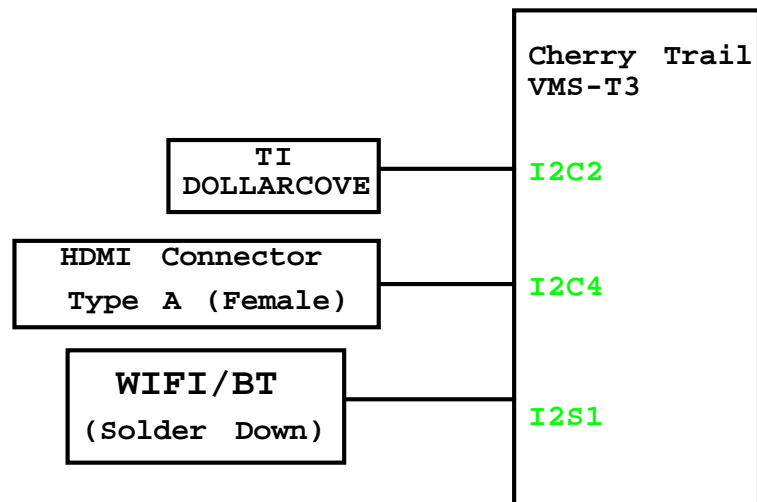 Cherry Trail
VMS-T3
TI
DOLLARCOVE
I2C2
HDMI Connector
Type A (Female)
I2C4
WIFI/BT
(Solder Down)
I2S1